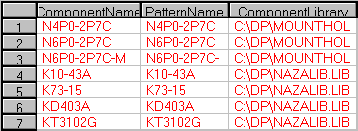 ComponentName PatternName ComponentLibrary
1 N4P0-2P7C N4P0-2P7C C:\DP\MOUNTHOL
2 N6P0-2P7C N6P0-2P7C C:\DP\MOUNTHOL
3 N6P0-2P7C-M N6P0-2P7C- C:\DP\MOUNTHOL
4 K10-43A K10-43A C:\DP\NAZALIB.LIB
5 K73-15 K73-15 C:\DP\NAZALIB.LIB
6 KD403A KD403A C:\DP\NAZALIB.LIB
7 KT3102G KT3102G C:\DP\NAZALIB.LIB